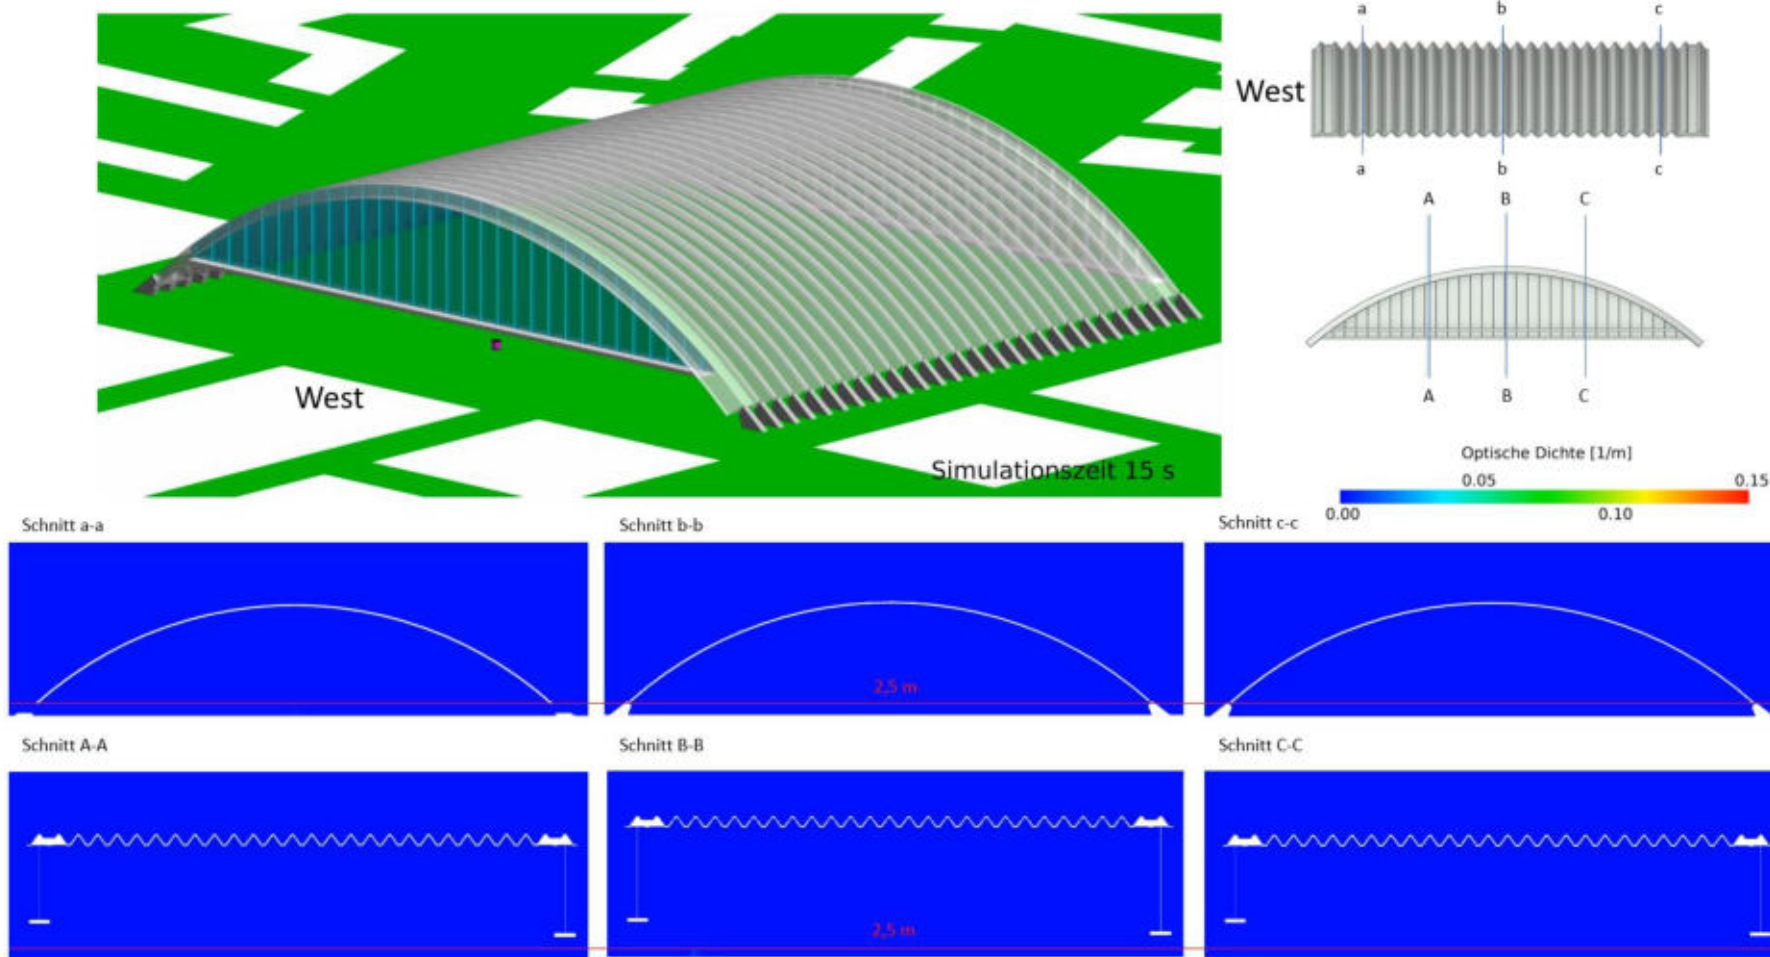 a b c
West
a b c
A B C
A B C
West
Simulationszeit 15 s
Optische Dichte [1/m]
0.05 0.15
0.00 0.10
Schnitt a-a Schnitt b-b Schnitt c-c
2,5 m
Schnitt A-A Schnitt B-B Schnitt C-C
2,5 m